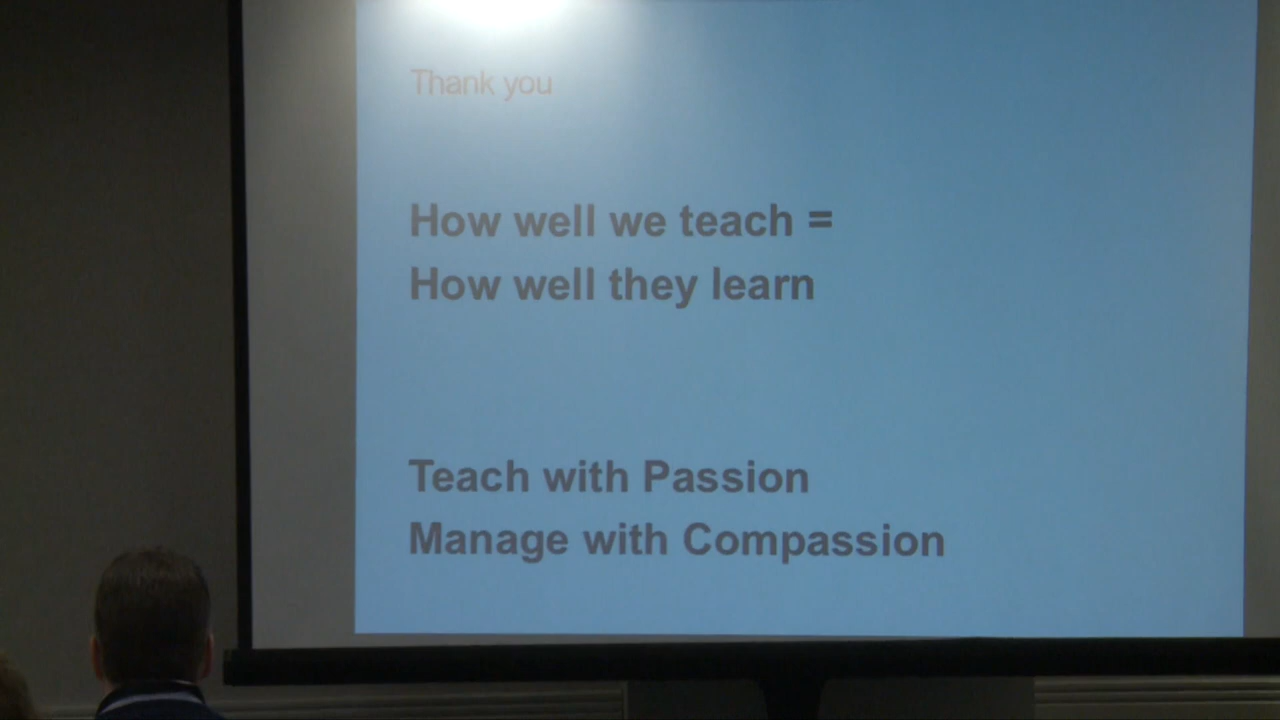 Thank you
How well we teach =
How well they learn
Teach with Passion
Manage with Compassion